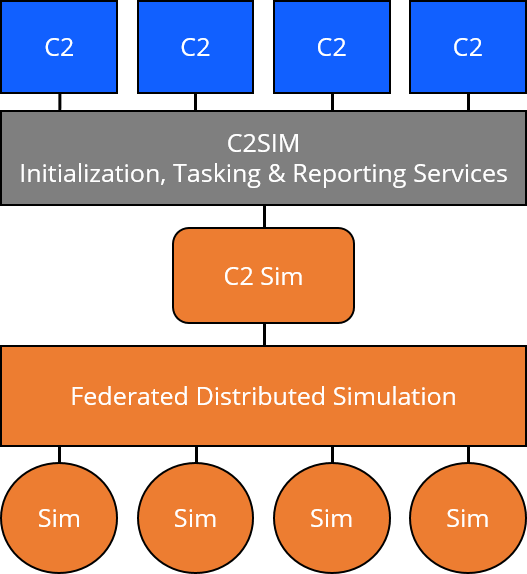 C2
C2
C2
C2
C2SIM
Initialization, Tasking & Reporting Services
C2 Sim
Federated Distributed Simulation
Sim
Sim
Sim
Sim